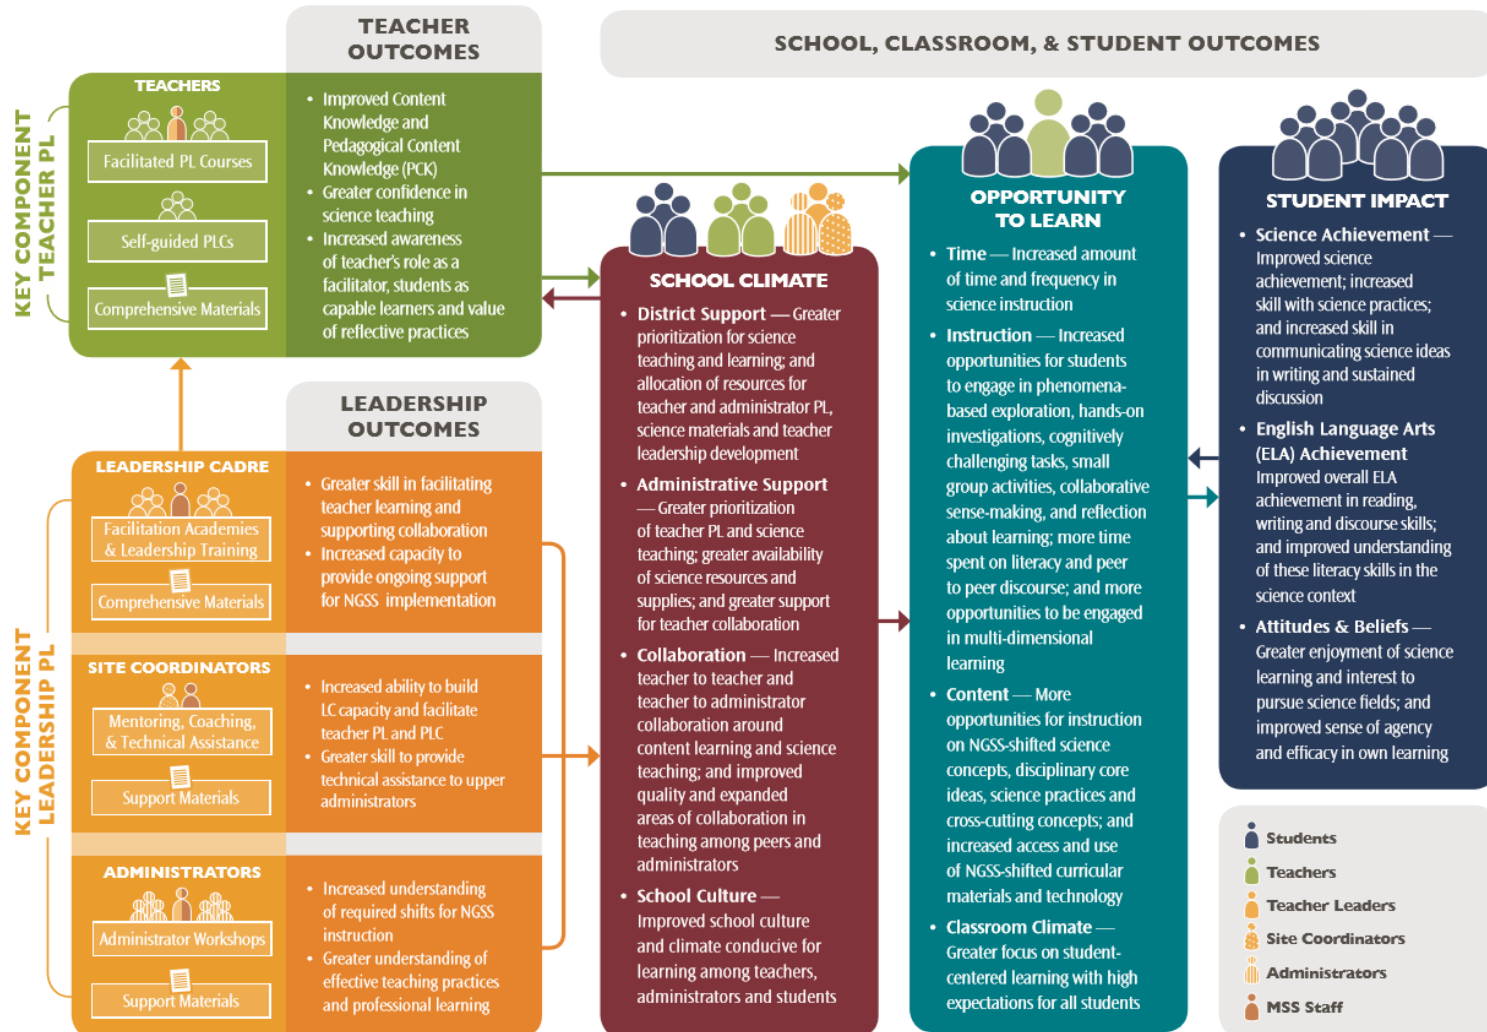 TEACHER
OUTCOMES
SCHOOL, CLASSROOM, & STUDENT OUTCOMES
KEY COMPONENT
TEACHER PL
TEACHERS
Facilitated PL Courses
Self-guided PLCs
Comprehensive Materials
• Improved Content
Knowledge and
Pedagogical Content
Knowledge (PCK)
• Greater confidence in
science teaching
• Increased awareness
of teacher's role as a
facilitator, students as
capable learners and value
of reflective practices
LEADERSHIP
OUTCOMES
KEY COMPONENT
LEADERSHIP PL
LEADERSHIP CADRE
Facilitation Academies
& Leadership Training
Comprehensive Materials
• Greater skill in facilitating
teacher learning and
supporting collaboration
• Increased capacity to
provide ongoing support
for NGSS implementation
SITE COORDINATORS
Mentoring, Coaching,
& Technical Assistance
Support Materials
• Increased ability to build
LC capacity and facilitate
teacher PL and PLC
• Greater skill to provide
technical assistance to upper
administrators
ADMINISTRATORS
Administrator Workshops
Support Materials
• Increased understanding
of required shifts for NGSS
instruction
• Greater understanding of
effective teaching practices
and professional learning
SCHOOL CLIMATE
• District Support — Greater
prioritization for science
teaching and learning; and
allocation of resources for
teacher and administrator PL,
science materials and teacher
leadership development
• Administrative Support
— Greater prioritization
of teacher PL and science
teaching; greater availability
of science resources and
supplies; and greater support
for teacher collaboration
• Collaboration — Increased
teacher to teacher and
teacher to administrator
collaboration around
content learning and science
teaching; and improved
quality and expanded
areas of collaboration in
teaching among peers and
administrators
• School Culture —
Improved school culture
and climate conducive for
learning among teachers,
administrators and students
OPPORTUNITY
TO LEARN
• Time — Increased amount
of time and frequency in
science instruction
• Instruction — Increased
opportunities for students
to engage in phenomena-
based exploration, hands-on
investigations, cognitively
challenging tasks, small
group activities, collaborative
sense-making, and reflection
about learning; more time
spent on literacy and peer
to peer discourse; and more
opportunities to be engaged
in multi-dimensional
learning
• Content — More
opportunities for instruction
on NGSS-shifted science
concepts, disciplinary core
ideas, science practices and
cross-cutting concepts; and
increased access and use
of NGSS-shifted curricular
materials and technology
• Classroom Climate —
Greater focus on student-
centered learning with high
expectations for all students
STUDENT IMPACT
• Science Achievement —
Improved science
achievement; increased
skill with science practices;
and increased skill in
communicating science ideas
in writing and sustained
discussion
• English Language Arts
(ELA) Achievement
Improved overall ELA
achievement in reading,
writing and discourse skills;
and improved understanding
of these literacy skills in the
science context
• Attitudes & Beliefs —
Greater enjoyment of science
learning and interest to
pursue science fields; and
improved sense of agency
and efficacy in own learning
Students
Teachers
Teacher Leaders
Site Coordinators
Administrators
MSS Staff